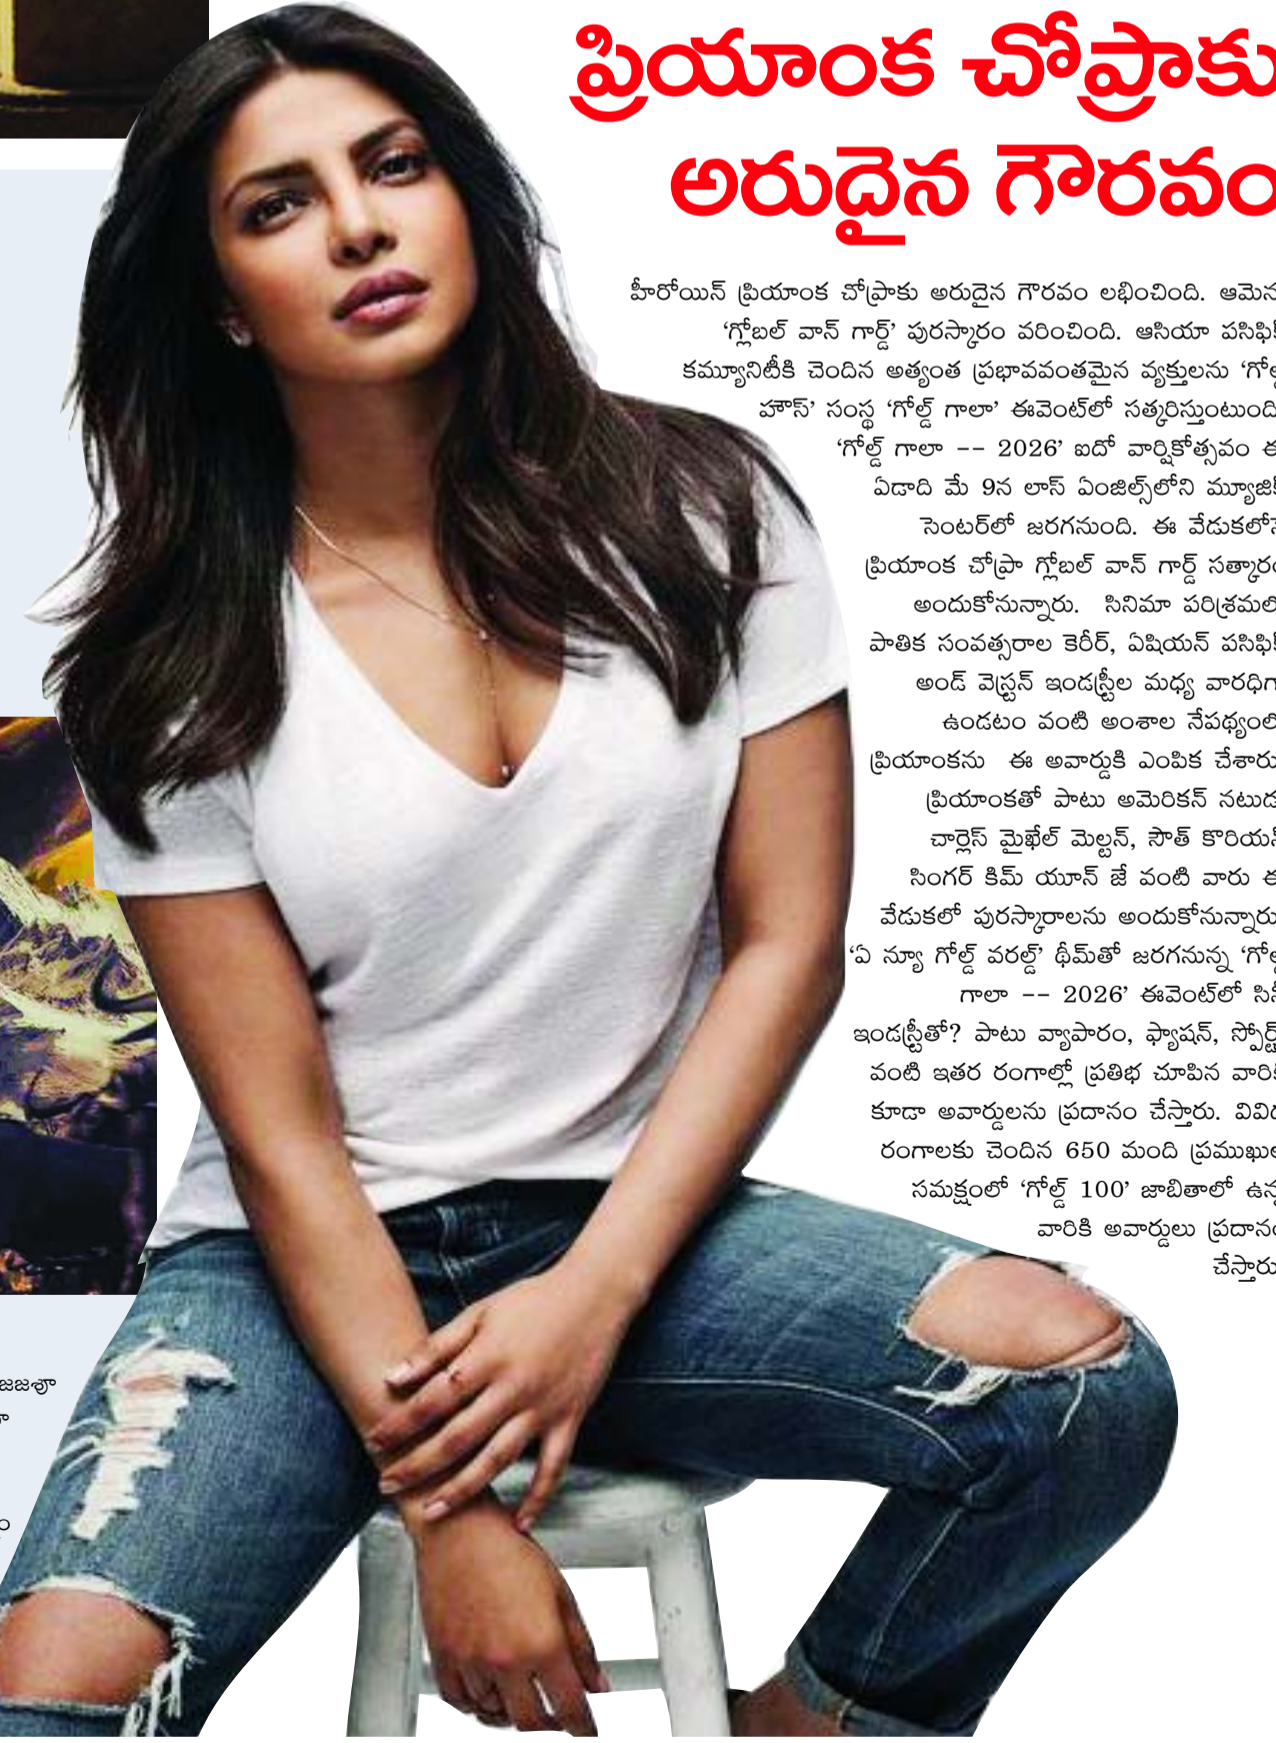 ప్రియాంక చోప్రాకు
అరుదైన గౌరవం
హీరోయిన్ ప్రియాంక చోప్రాకు అరుదైన గౌరవం లభించింది.
‘గ్లోబల్ వాన్ గార్డ్’ పురస్కారం వరించింది. ఆసియా పసిఫిక్
కమ్యూనిటీకి చెందిన అత్యంత ప్రభావవంతమైన వ్యక్తులను ‘గోల్డ్
హౌస్’ సంస్థ ‘గోల్డ్ గాలా’ ఈవెంట్‌లో సత్కరిస్తుంటుంది
‘గోల్డ్ గాలా -- 2026’ ఐదో వార్షికోత్సవం ఈ
ఏడాది మే 9న లాస్ ఏంజిల్స్‌లోని మ్యూజిక్
సెంటర్‌లో జరగనుంది. ఈ వేడుకలోనే
ప్రియాంక చోప్రా గ్లోబల్ వాన్ గార్డ్ సత్కారం
అందుకోనున్నారు. సినిమా పరిశ్రమలో
పాతిక సంవత్సరాల కెరీర్, ఏషియన్ పసిఫిక్
అండ్ వెస్ట్రన్ ఇండస్ట్రీల మధ్య వారధిగా
ఉండటం వంటి అంశాల నేపథ్యంలో
ప్రియాంకను ఈ అవార్డుకి ఎంపిక చేశారు
ప్రియాంకతో పాటు అమెరికన్ నటుడు
చార్లెస్ మైఖేల్ మెల్టన్, సౌత్ కొరియన్
సింగర్ కిమ్ యూన్ జే వంటి వారు ఈ
వేడుకలో పురస్కారాలను అందుకోనున్నారు
‘ఏ న్యూ గోల్డ్ వరల్డ్’ థీమ్‌తో జరగనున్న ‘గోల్డ్
గాలా -- 2026’ ఈవెంట్‌లో సినీ
ఇండస్ట్రీతో? పాటు వ్యాపారం, ఫ్యాషన్, స్పోర్ట్స్
వంటి ఇతర రంగాల్లో ప్రతిభ చూపిన వారికి
కూడా అవార్డులను ప్రదానం చేస్తారు. వివిధ
రంగాలకు చెందిన 650 మంది ప్రముఖుల
సమక్షంలో ‘గోల్డ్ 100’ జాబితాలో ఉన్న
వారికి అవార్డులు ప్రదానం
చేస్తారు